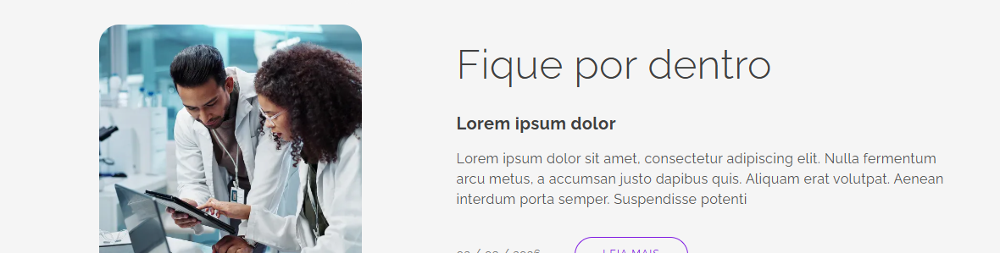 Fique por dentro
Lorem ipsum dolor
Lorem ipsum dolor sit amet, consectetur adipiscing elit. Nulla fermentum
arcu metus, a accumsan justo dapibus quis. Aliquam erat volutpat. Aenean
interdum porta semper. Suspendisse potenti
LEIA MAIS